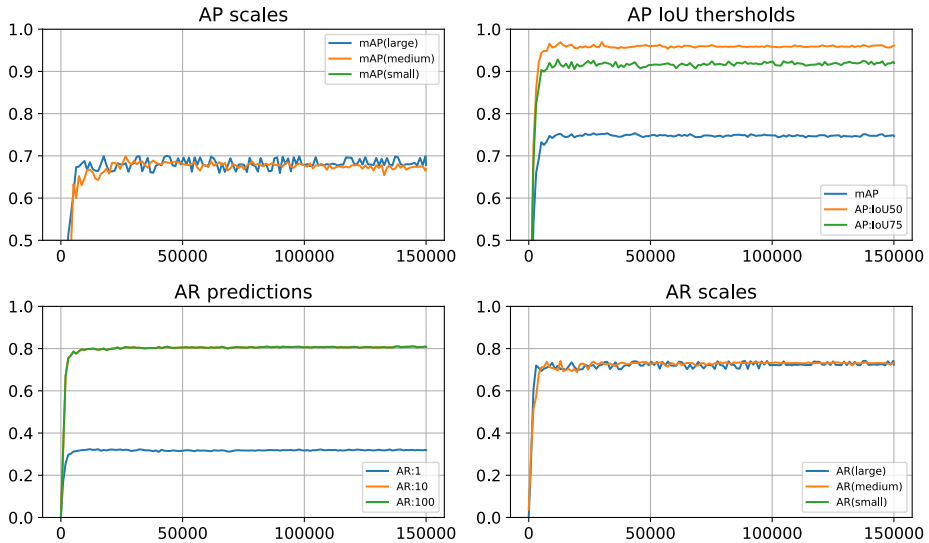 AP scales
1.0
0.9
0.8
0.7
0.6
0.5
mAP(large)
mAP(medium)
mAP(small)
0
50000
100000
150000
AP IoU thersholds
1.0
0.9
0.8
0.7
0.6
0.5
mAP
AP:IoU50
AP:IoU75
0
50000
100000
150000
AR predictions
1.0
0.8
0.6
0.4
0.2
0.0
AR:1
AR:10
AR:100
0
50000
100000
150000
AR scales
1.0
0.8
0.6
0.4
0.2
0.0
AR(large)
AR(medium)
AR(small)
0
50000
100000
150000